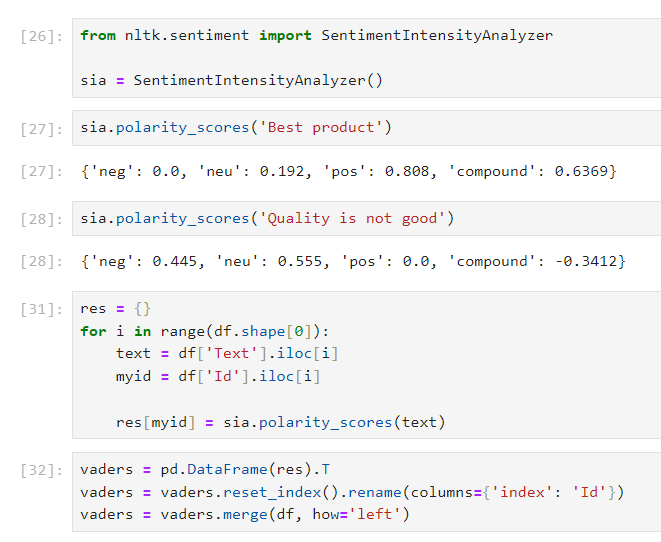 [26]: from nltk.sentiment import SentimentIntensityAnalyzer
sia = SentimentIntensityAnalyzer()
[27]: sia.polarity_scores('Best product')
[27]: {'neg': 0.0, 'neu': 0.192, 'pos': 0.808, 'compound': 0.6369}
[28]: sia.polarity_scores('Quality is not good')
[28]: {'neg': 0.445, 'neu': 0.555, 'pos': 0.0, 'compound': -0.3412}
[31]: res = {}
for i in range(df.shape[0]):
    text = df['Text'].iloc[i]
    myid = df['Id'].iloc[i]
    res[myid] = sia.polarity_scores(text)
[32]: vaders = pd.DataFrame(res).T
vaders = vaders.reset_index().rename(columns={'index': 'Id'})
vaders = vaders.merge(df, how='left')